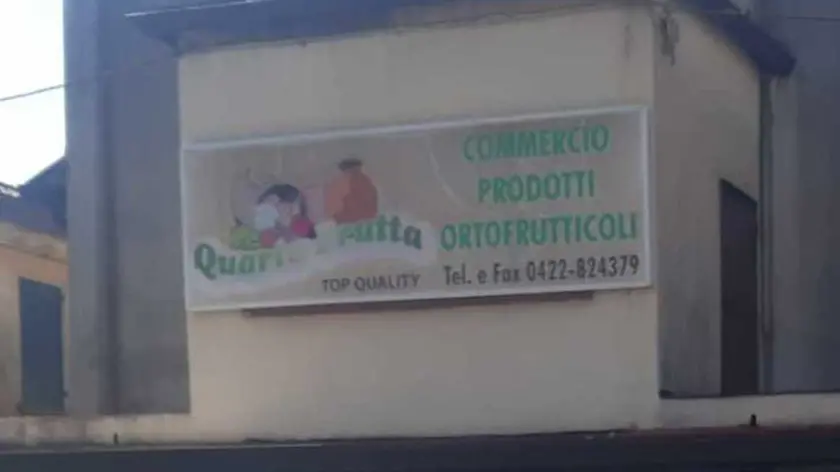 COMMERCIO
PRODOTTI
ORTOFRUTTICOLI
Tel. e Fax 0422-824379
TOP QUALITY